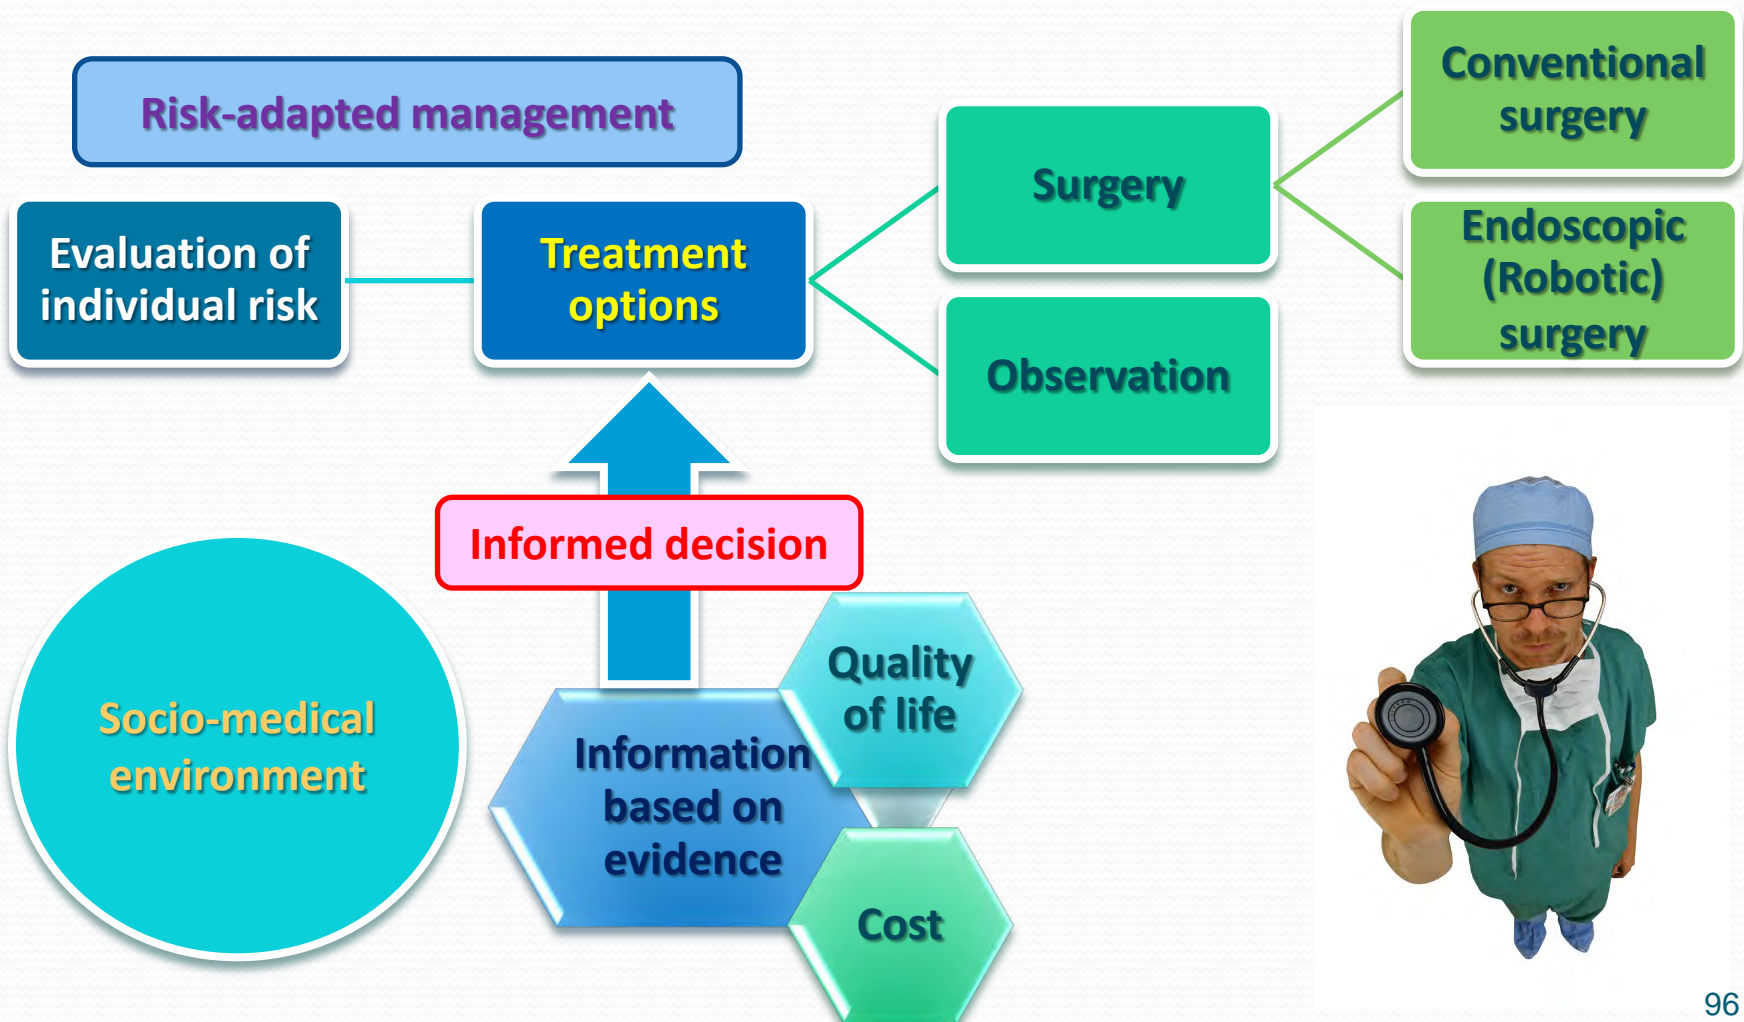 Risk-adapted management
Evaluation of
individual risk
Treatment
options
Surgery
Observation
Conventional
surgery
Endoscopic
(Robotic)
surgery
Informed decision
Socio-medical
environment
Information
based on
evidence
Quality
of life
Cost
96